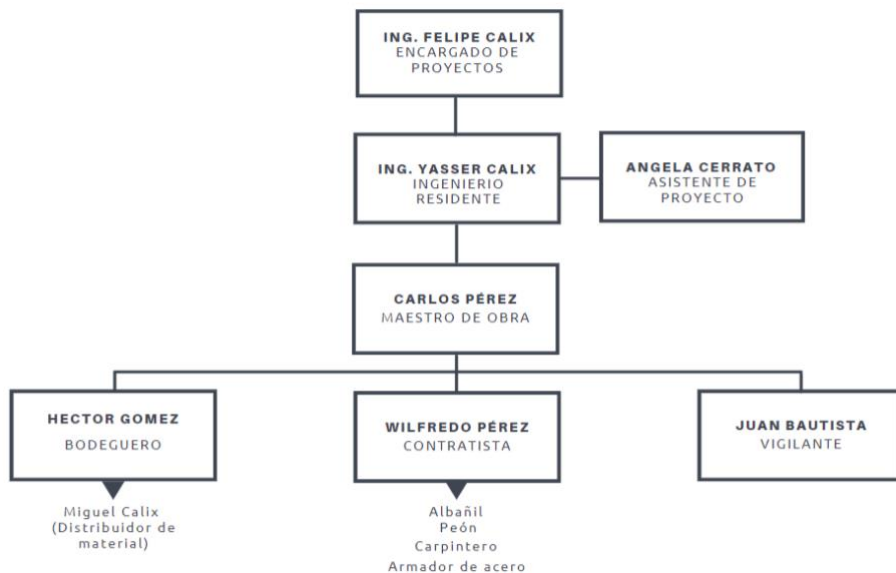 ING. FELIPE CALIX
ENCARGADO DE
PROYECTOS
ING. YASSER CALIX
INGENIERIO
RESIDENTE
ANGELA CERRATO
ASISTENTE DE
PROYECTO
CARLOS PÉREZ
MAESTRO DE OBRA
HECTOR GOMEZ
BODEGUERO
WILFREDO PÉREZ
CONTRATISTA
JUAN BAUTISTA
VIGILANTE
Miguel Calix
(Distribuidor de
material)
Albañil
Peón
Carpintero
Armador de acero